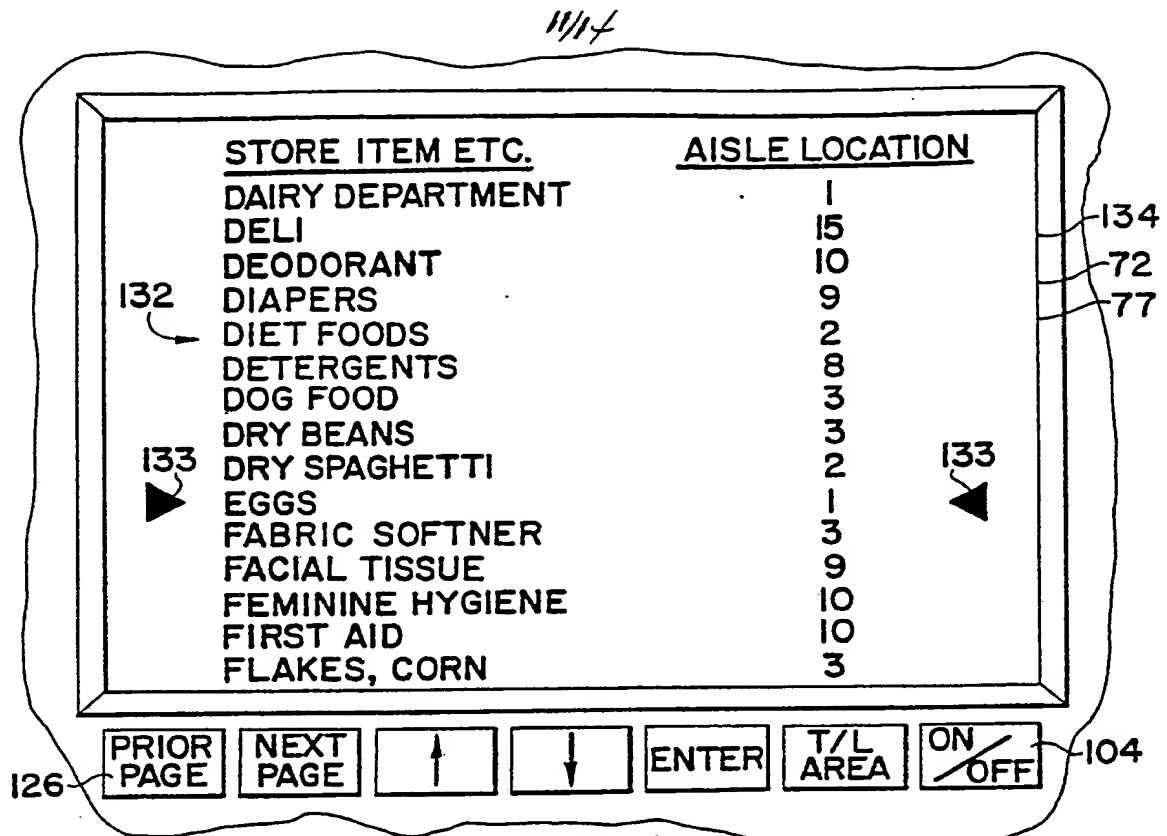 11/14
STORE ITEM ETC. AISLE LOCATION
DAIRY DEPARTMENT 1
DELI 15
DEODORANT 10
DIAPERS 9
DIET FOODS 2
DETERGENTS 8
DOG FOOD 3
DRY BEANS 3
DRY SPAGHETTI 2
EGGS 1
FABRIC SOFTNER 3
FACIAL TISSUE 9
FEMININE HYGIENE 10
FIRST AID 10
FLAKES, CORN 3
132
133
133
134
72
77
PRIOR PAGE
NEXT PAGE
↑
↓
ENTER
T/L AREA
ON/OFF
126
104